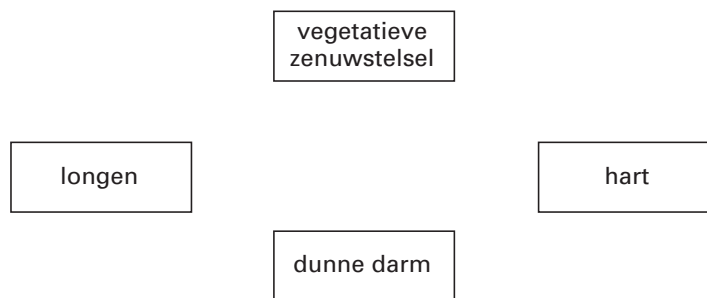 vegetatieve
zenuwstelsel
longen
hart
dunne darm